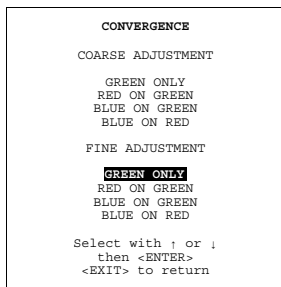 CONVERGENCE
COARSE ADJUSTMENT
GREEN ONLY
RED ON GREEN
BLUE ON GREEN
BLUE ON RED
FINE ADJUSTMENT
GREEN ONLY
RED ON GREEN
BLUE ON GREEN
BLUE ON RED
Select with ↑ or ↓
then <ENTER>
<EXIT> to return